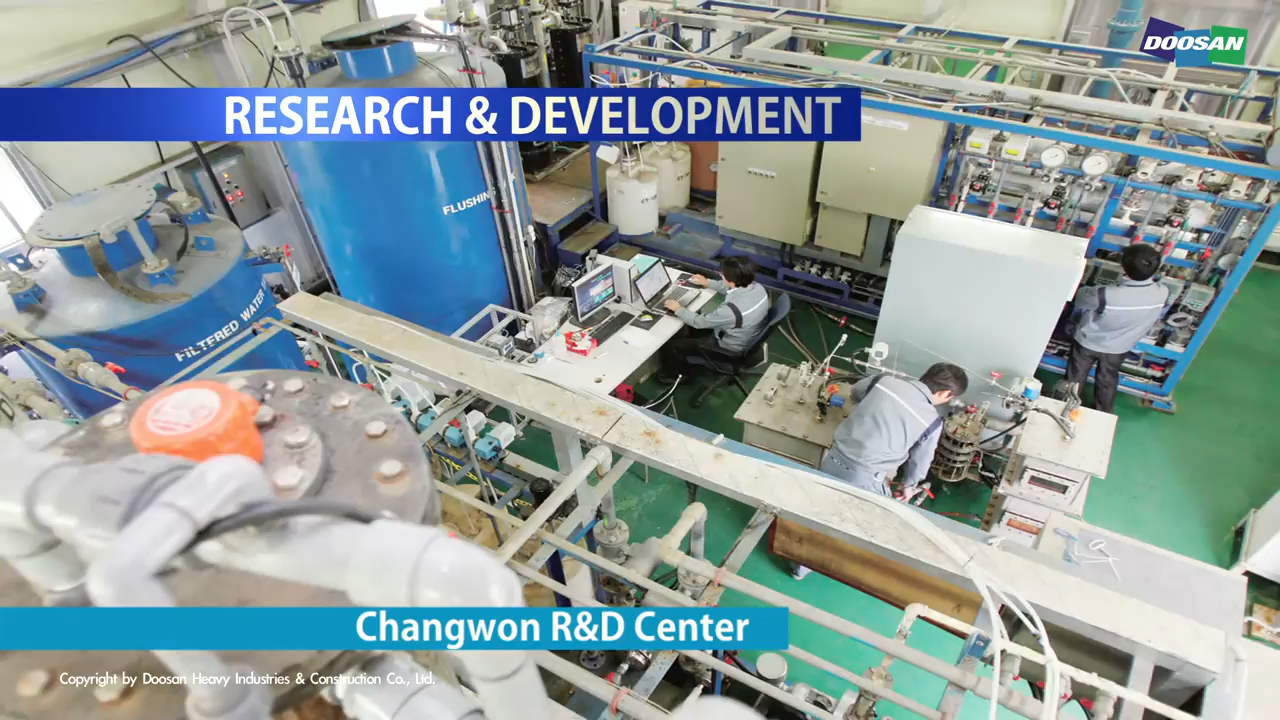 DOOSAN
RESEARCH & DEVELOPMENT
FLUSHING
FILTERED WATER
Changwon R&D Center
Copyright by Doosan Heavy Industries & Construction Co., Ltd.